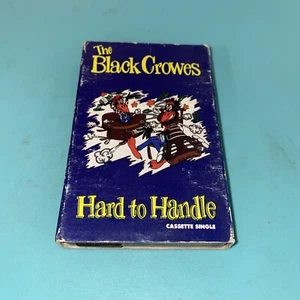 The
Black Crowes
Hard to Handle
CASSETTE SINGLE